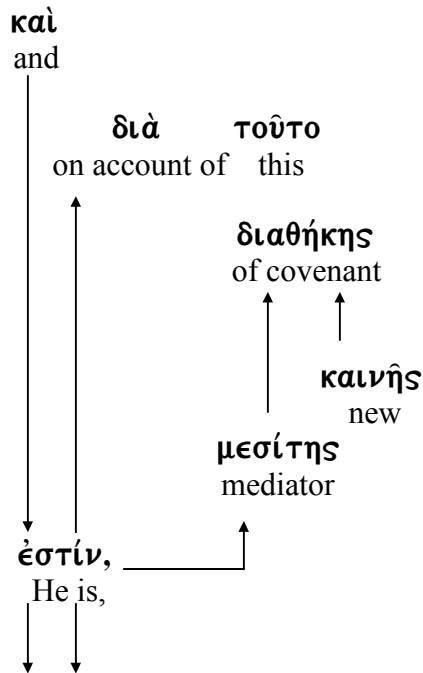 καὶ
and
διὰ τοῦτο
on account of this
διαθήκης
of covenant
καινῆς
new
μεσίτης
mediator
ἐστίν,
He is,